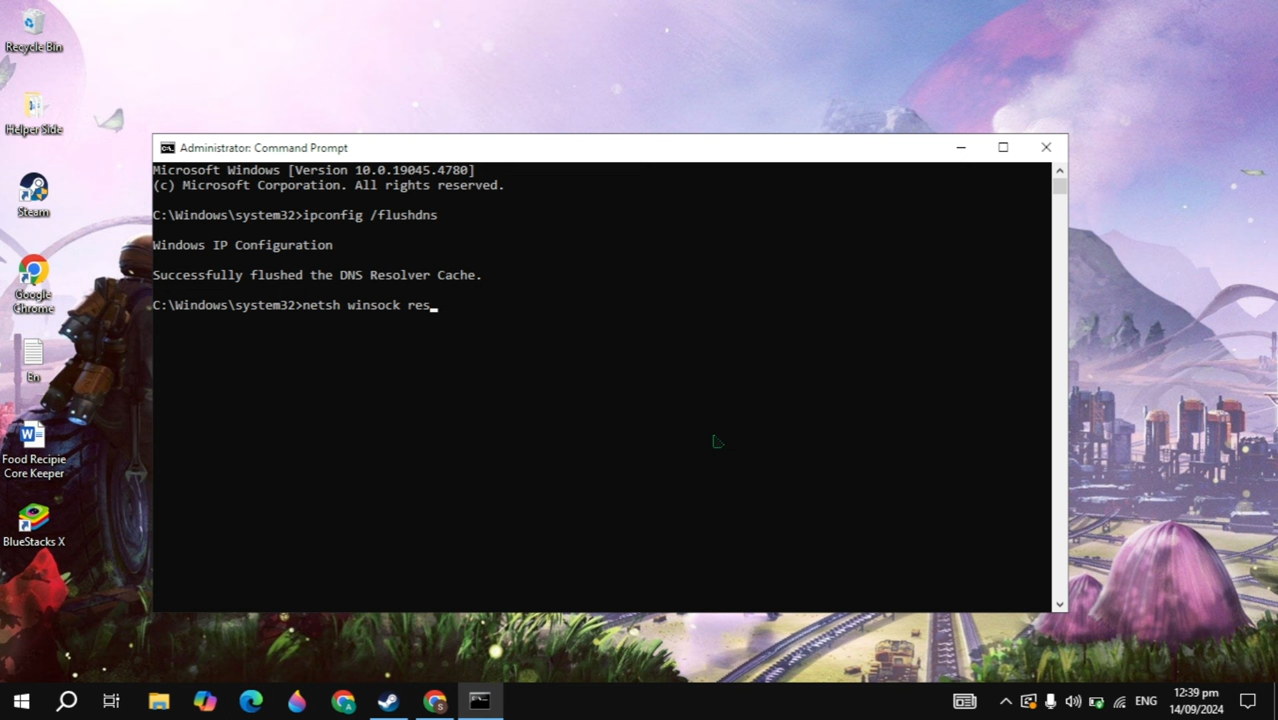 Recycle Bin
Helper Side
Steam
Google
Chrome
En
Food Recipie
Core Keeper
BlueStacks X
Administrator: Command Prompt
Microsoft Windows [Version 10.0.19045.4780]
(c) Microsoft Corporation. All rights reserved.
C:\Windows\system32>ipconfig /flushdns
Windows IP Configuration
Successfully flushed the DNS Resolver Cache.
C:\Windows\system32>netsh winsock res
ENG
12:39 pm
14/09/2024